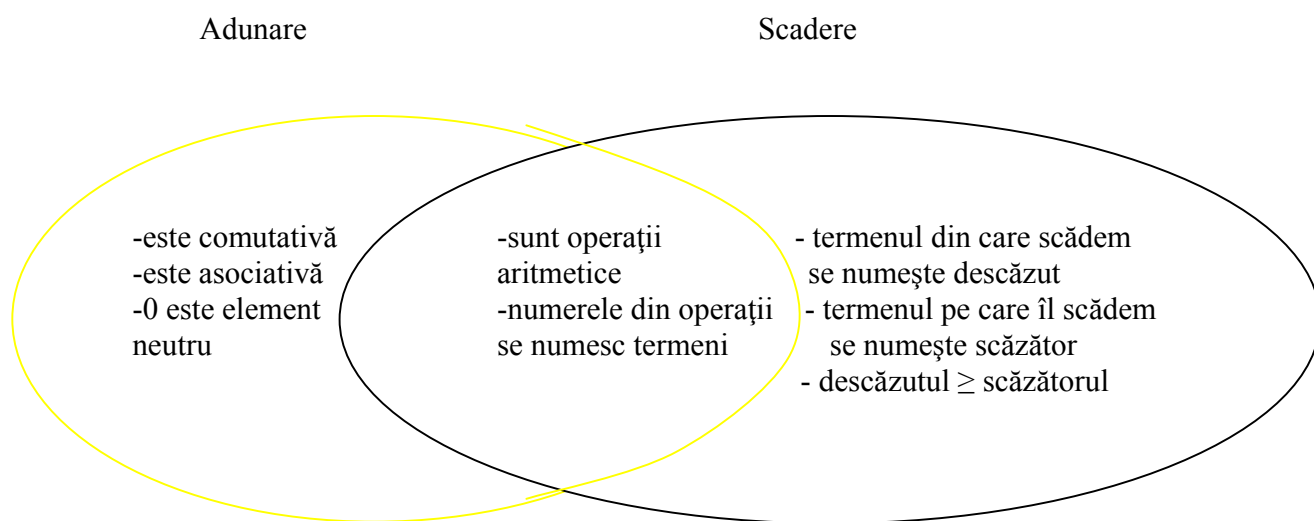 Adunare
Scadere
-este comutativă
-este asociativă
-0 este element
neutru
-sunt operaţii
aritmetice
-numerele din operaţii
se numesc termeni
- termenul din care scădem
se numeşte descăzut
- termenul pe care îl scădem
se numeşte scăzător
- descăzutul ≥ scăzătorul